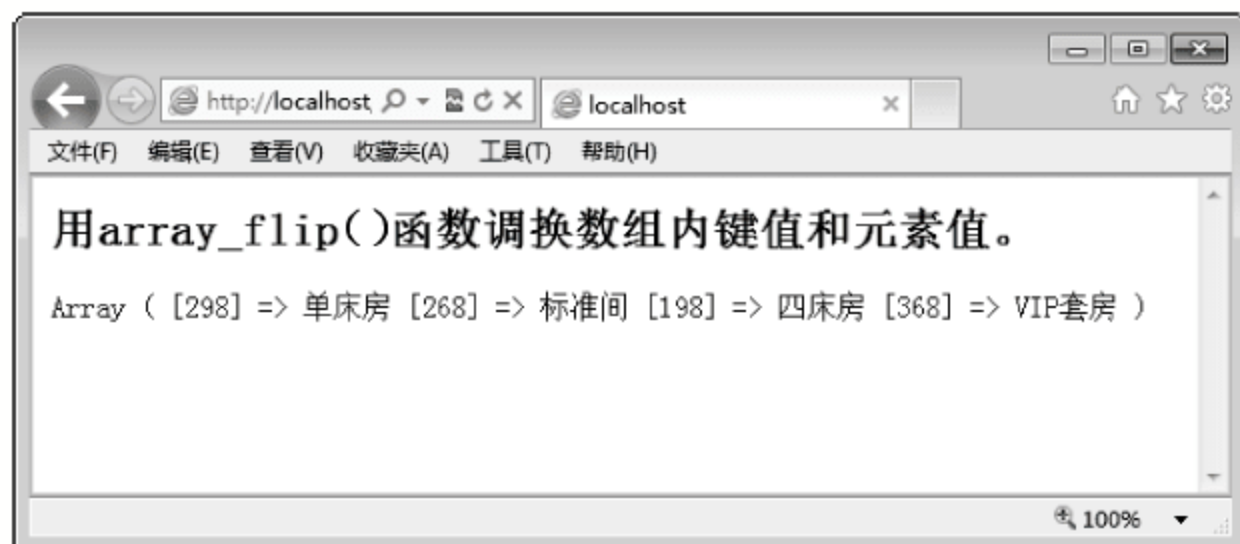 http://localhost
localhost
文件(F) 编辑(E) 查看(V) 收藏夹(A) 工具(T) 帮助(H)
用array_flip()函数调换数组内键值和元素值。
Array ( [298] => 单床房 [268] => 标准间 [198] => 四床房 [368] => VIP套房 )
100%